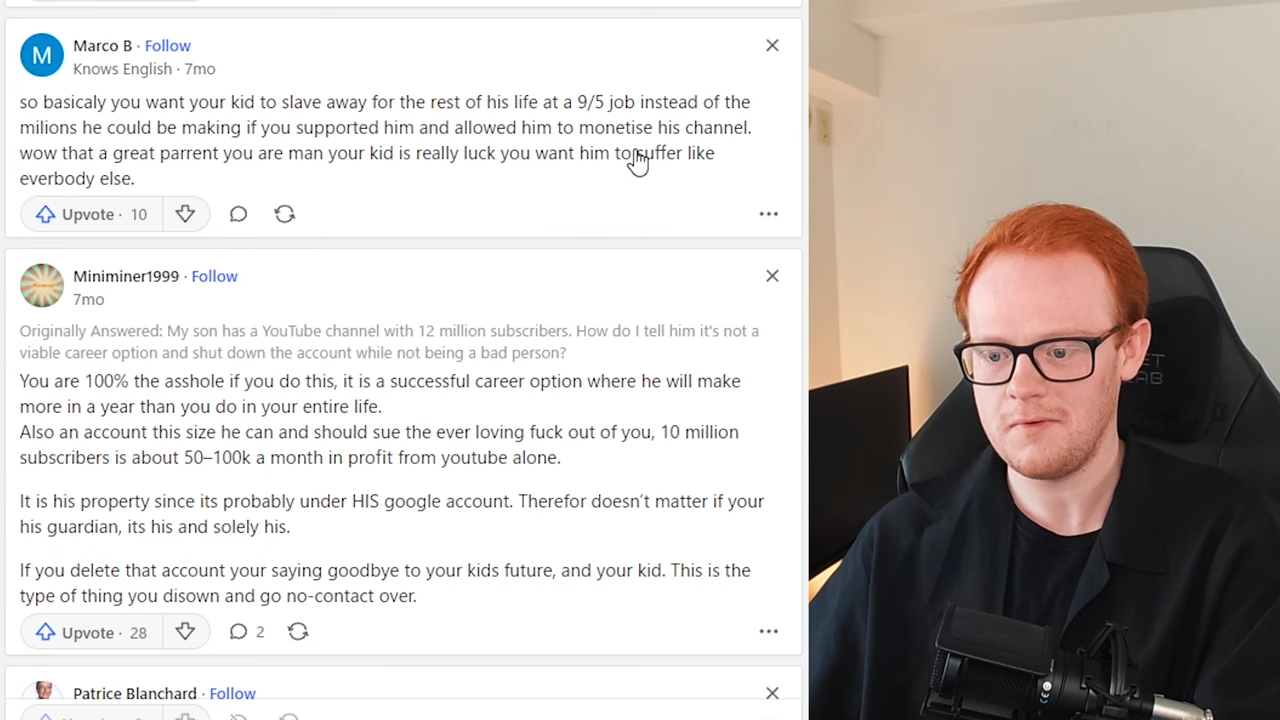 M
Marco B · Follow
Knows English · 7mo
so basicaly you want your kid to slave away for the rest of his life at a 9/5 job instead of the
milions he could be making if you supported him and allowed him to monetise his channel.
wow that a great parrent you are man your kid is really luck you want him to suffer like
everbody else.
Upvote · 10
Miniminer1999 · Follow
7mo
Originally Answered: My son has a YouTube channel with 12 million subscribers. How do I tell him it's not a
viable career option and shut down the account while not being a bad person?
You are 100% the asshole if you do this, it is a successful career option where he will make
more in a year than you do in your entire life.
Also an account this size he can and should sue the ever loving fuck out of you, 10 million
subscribers is about 50–100k a month in profit from youtube alone.
It is his property since its probably under HIS google account. Therefor doesn’t matter if your
his guardian, its his and solely his.
If you delete that account your saying goodbye to your kids future, and your kid. This is the
type of thing you disown and go no-contact over.
Upvote · 28
2
Patrice Blanchard · Follow